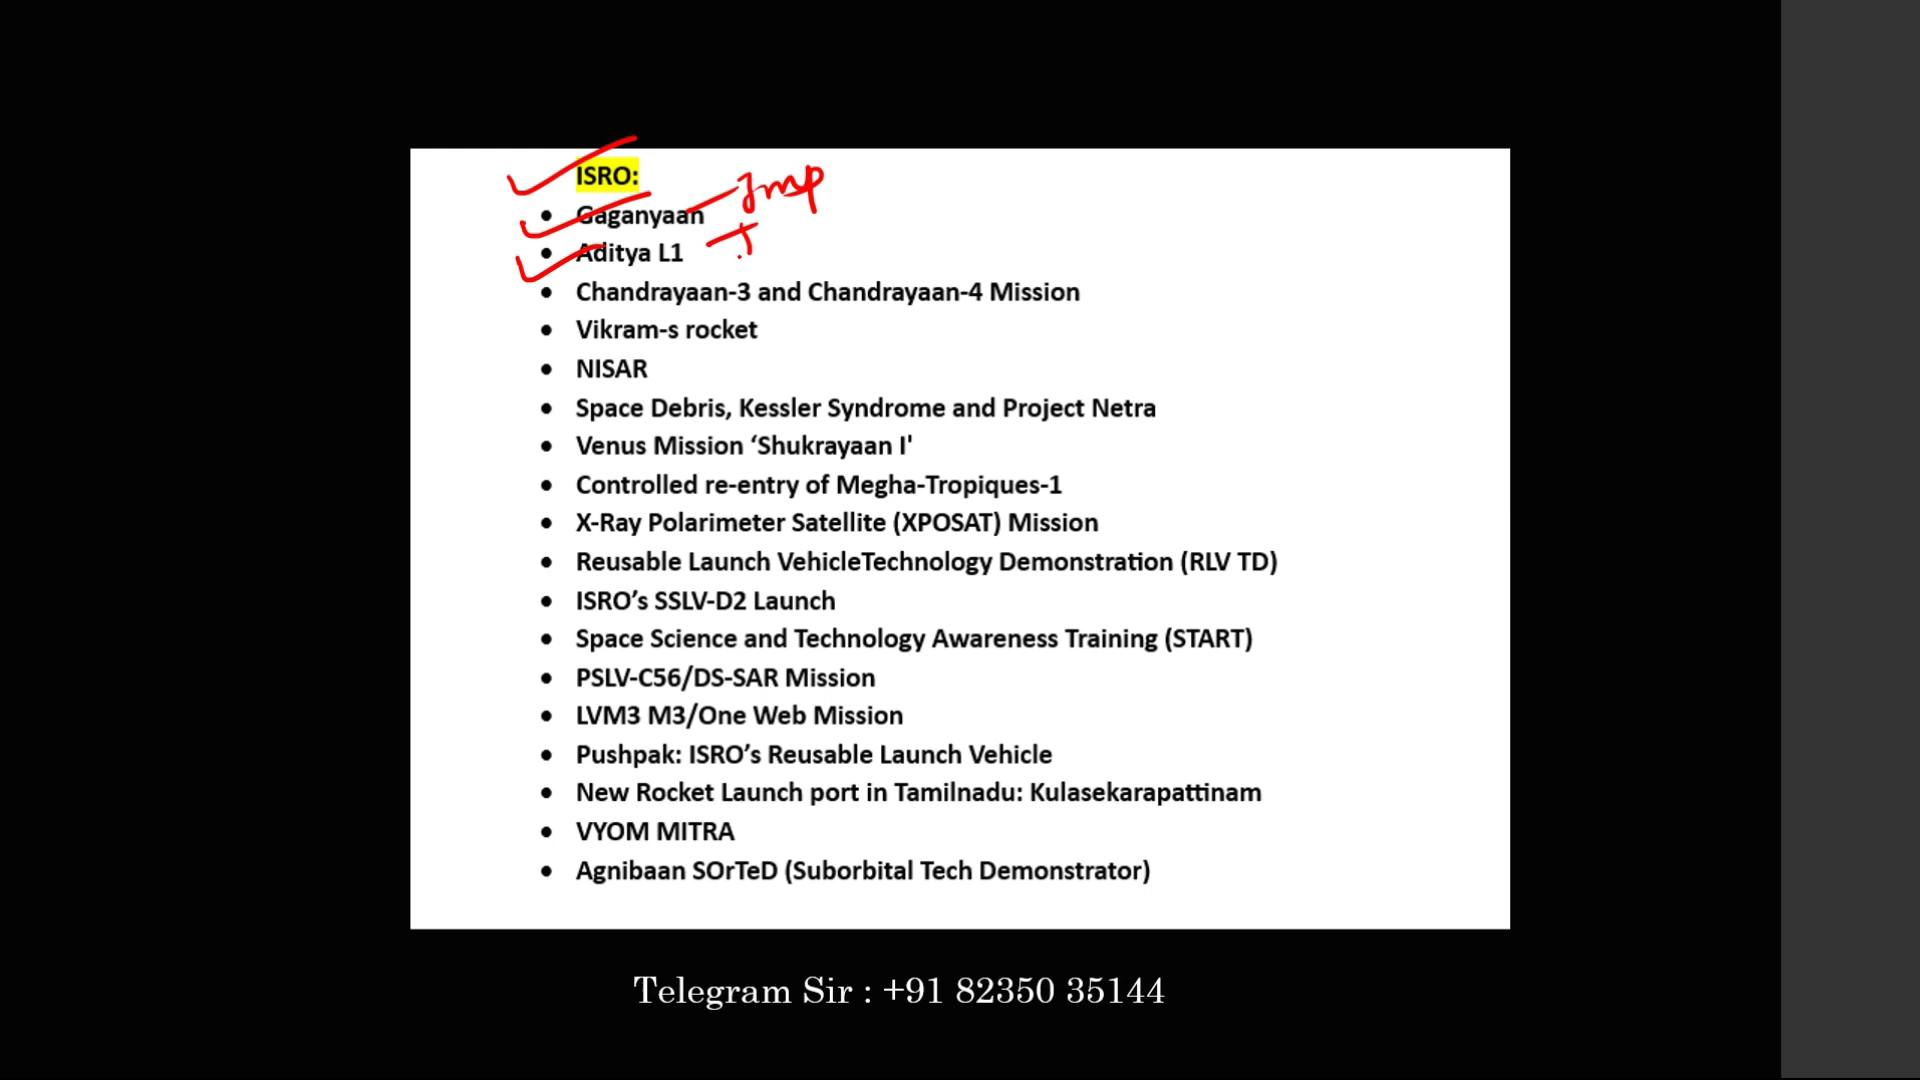 ISRO:
• Gaganyaan Imp
• Aditya L1
• Chandrayaan-3 and Chandrayaan-4 Mission
• Vikram-s rocket
• NISAR
• Space Debris, Kessler Syndrome and Project Netra
• Venus Mission ‘Shukrayaan I'
• Controlled re-entry of Megha-Tropiques-1
• X-Ray Polarimeter Satellite (XPOSAT) Mission
• Reusable Launch VehicleTechnology Demonstration (RLV TD)
• ISRO’s SSLV-D2 Launch
• Space Science and Technology Awareness Training (START)
• PSLV-C56/DS-SAR Mission
• LVM3 M3/One Web Mission
• Pushpak: ISRO’s Reusable Launch Vehicle
• New Rocket Launch port in Tamilnadu: Kulasekarapattinam
• VYOM MITRA
• Agnibaan SOrTeD (Suborbital Tech Demonstrator)
Telegram Sir : +91 82350 35144